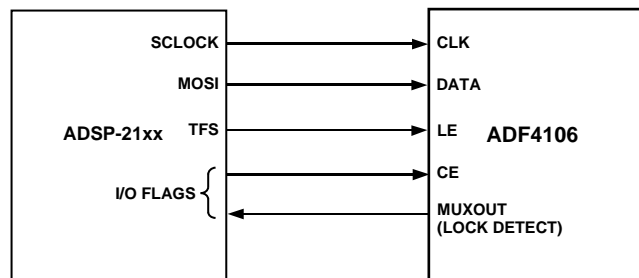 SCLOCK
MOSI
TFS
I/O FLAGS
ADSP-21xx
CLK
DATA
LE
CE
MUXOUT
(LOCK DETECT)
ADF4106